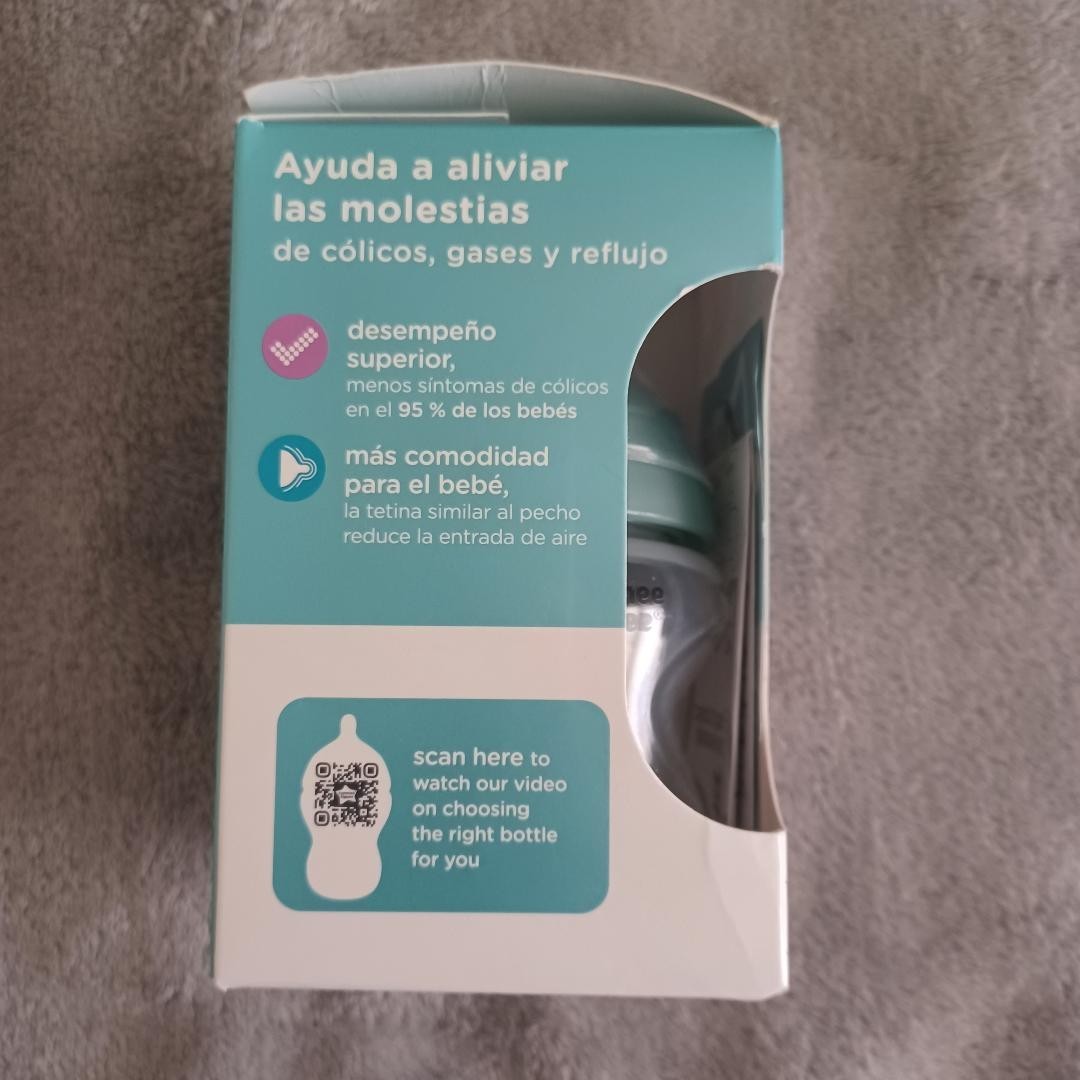 Ayuda a aliviar
las molestias
de cólicos, gases y reflujo
desempeño
superior,
menos síntomas de cólicos
en el 95 % de los bebés
más comodidad
para el bebé,
la tetina similar al pecho
reduce la entrada de aire
scan here to
watch our video
on choosing
the right bottle
for you